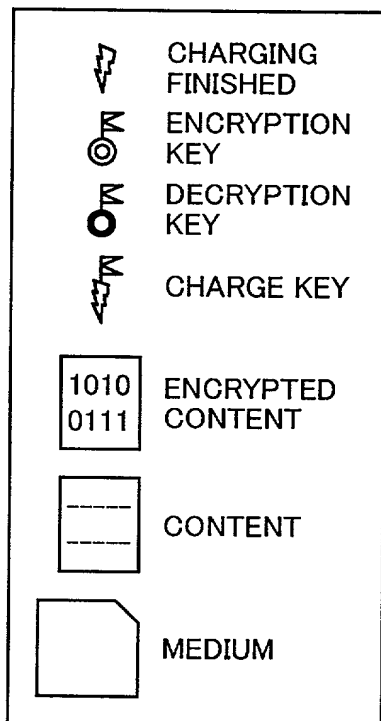 CHARGING
FINISHED
ENCRYPTION
KEY
DECRYPTION
KEY
CHARGE KEY
1010
0111
ENCRYPTED
CONTENT
CONTENT
MEDIUM